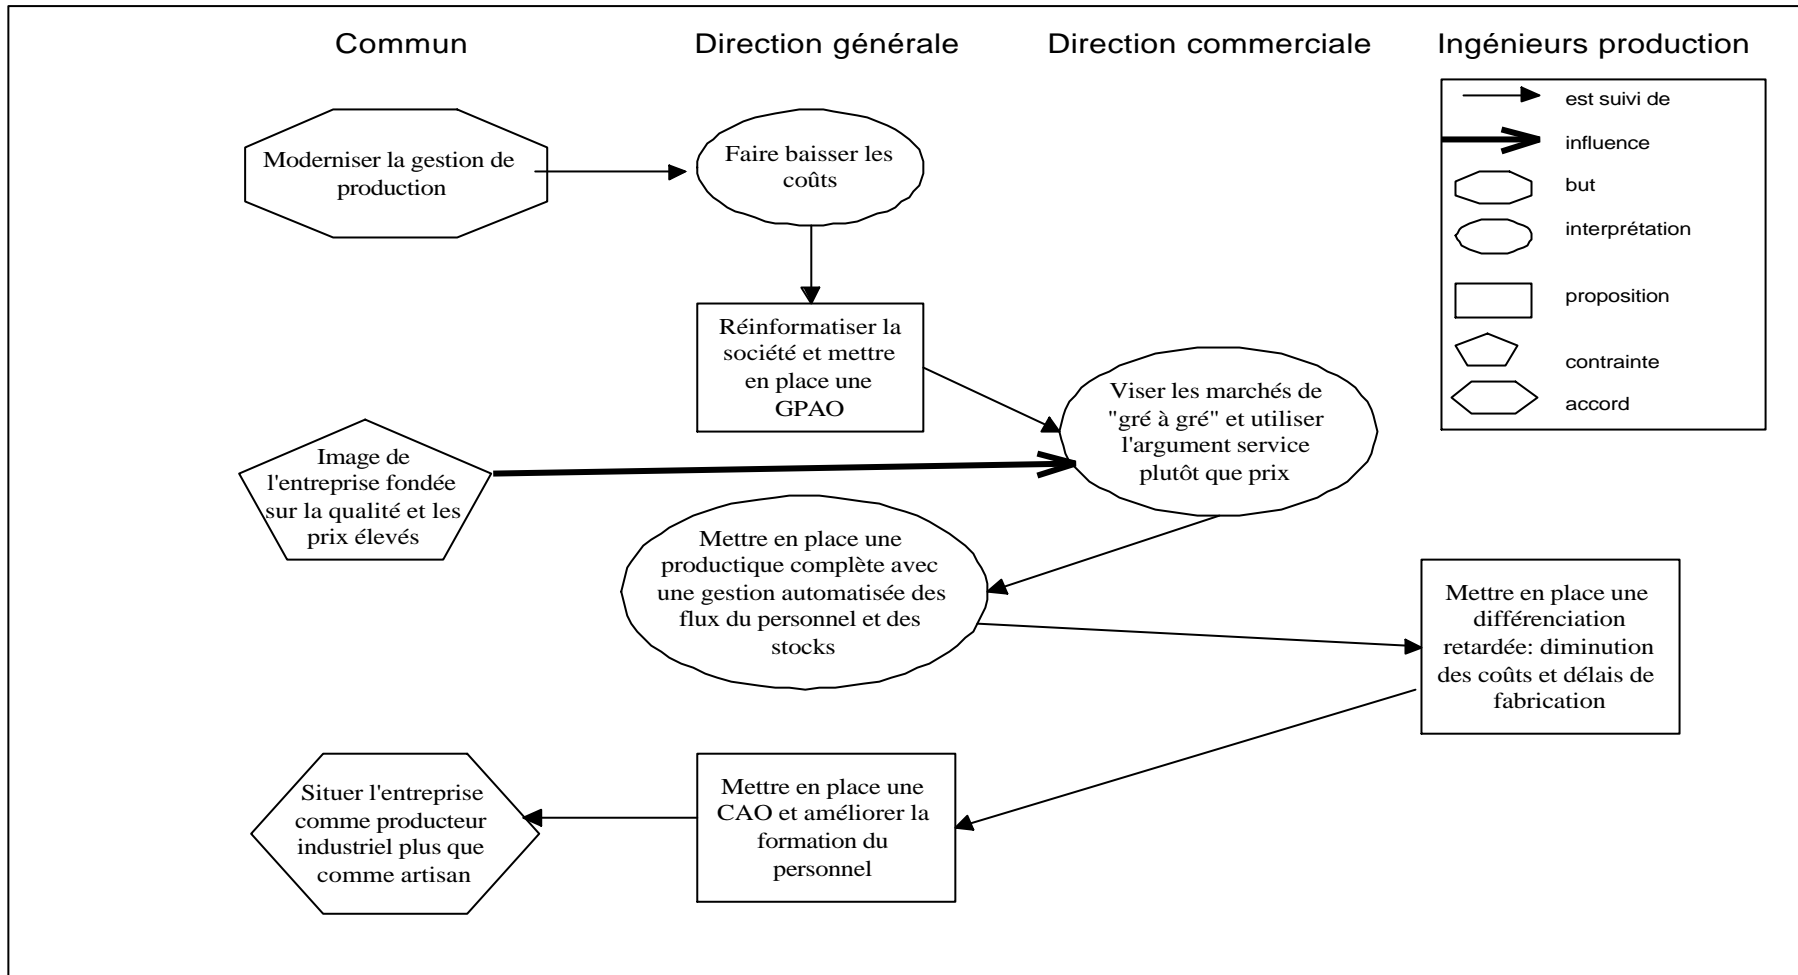 Commun
Direction générale
Direction commerciale
Ingénieurs production
est suivi de
influence
but
interprétation
proposition
contrainte
accord
Moderniser la gestion de
production
Faire baisser les
coûts
Réinformatiser la
société et mettre
en place une
GPAO
Viser les marchés de
"gré à gré" et utiliser
l'argument service
plutôt que prix
Image de
l'entreprise fondée
sur la qualité et les
prix élevés
Mettre en place une
productique complète avec
une gestion automatisée des
flux du personnel et des
stocks
Mettre en place une
différenciation
retardée: diminution
des coûts et délais de
fabrication
Mettre en place une
CAO et améliorer la
formation du
personnel
Situer l'entreprise
comme producteur
industriel plus que
comme artisan